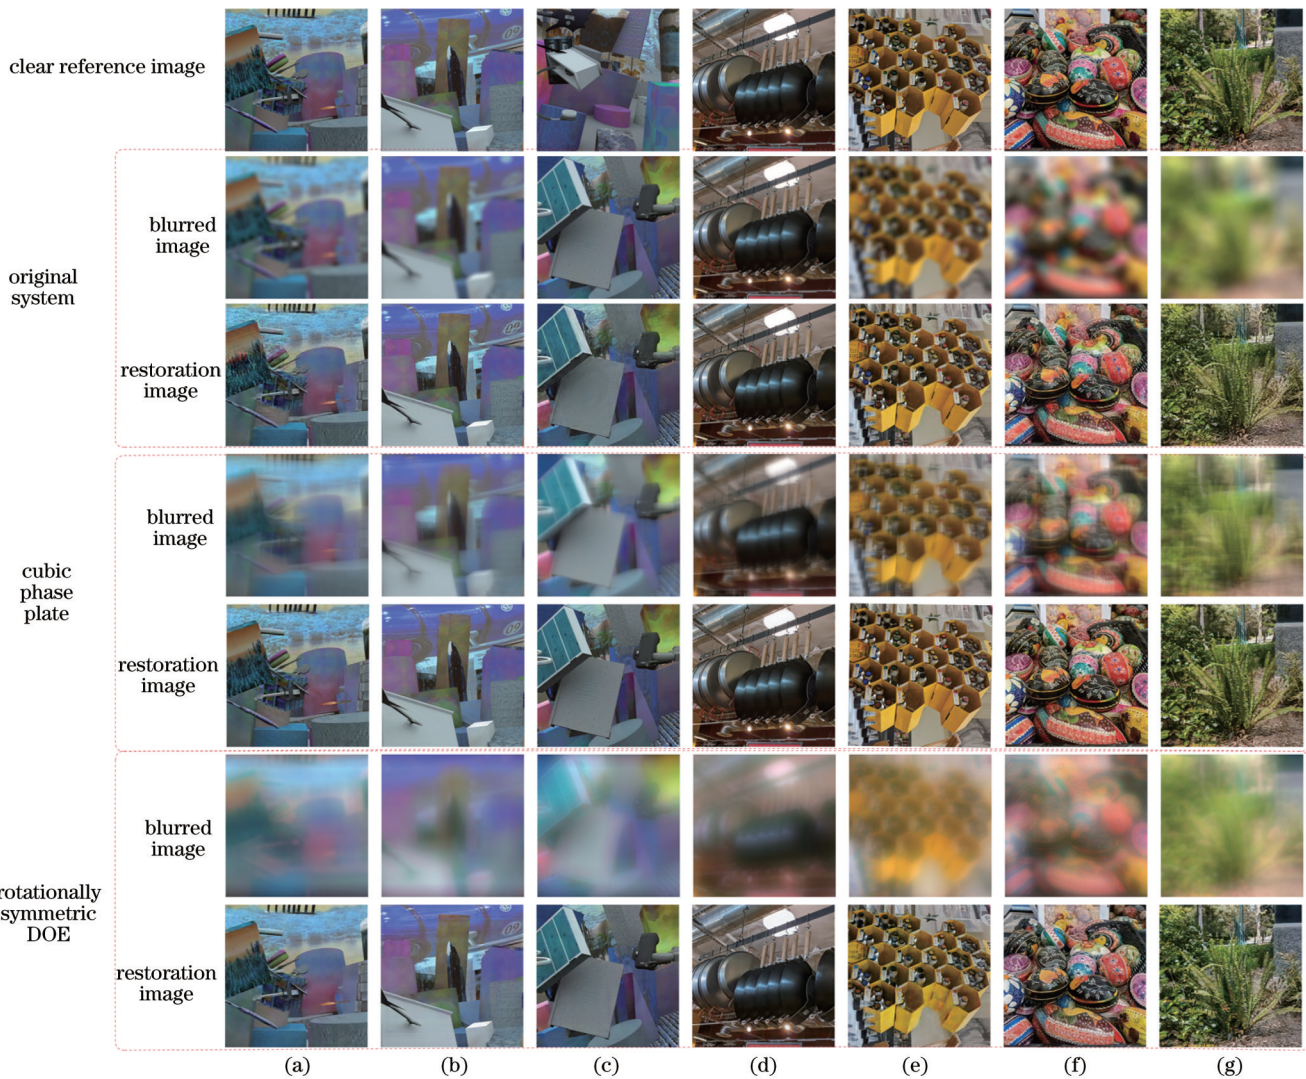 clear reference image
blurred
image
original
system
restoration
image
blurred
image
cubic
phase
plate
restoration
image
blurred
image
rotationally
symmetric
DOE
restoration
image
(a) (b) (c) (d) (e) (f) (g)